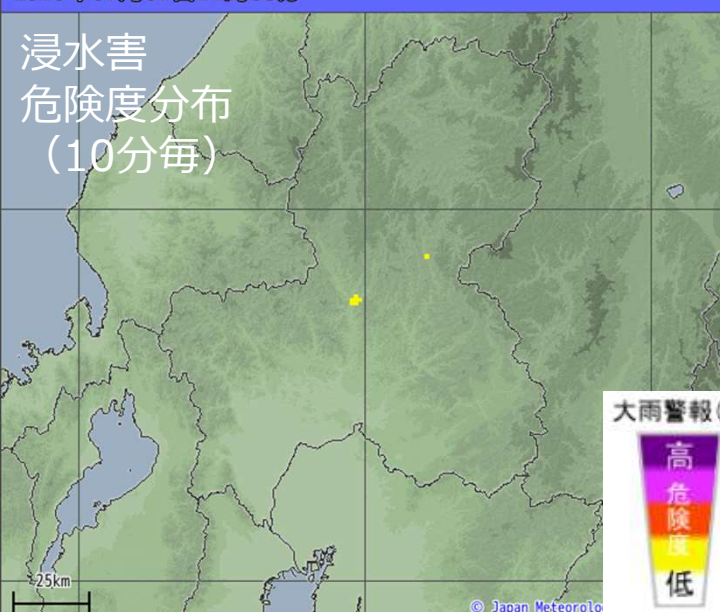 浸水害
危険度分布
（10分毎）
大雨警報(
高
危
険
度
低
25km
© Japan Meteorolo